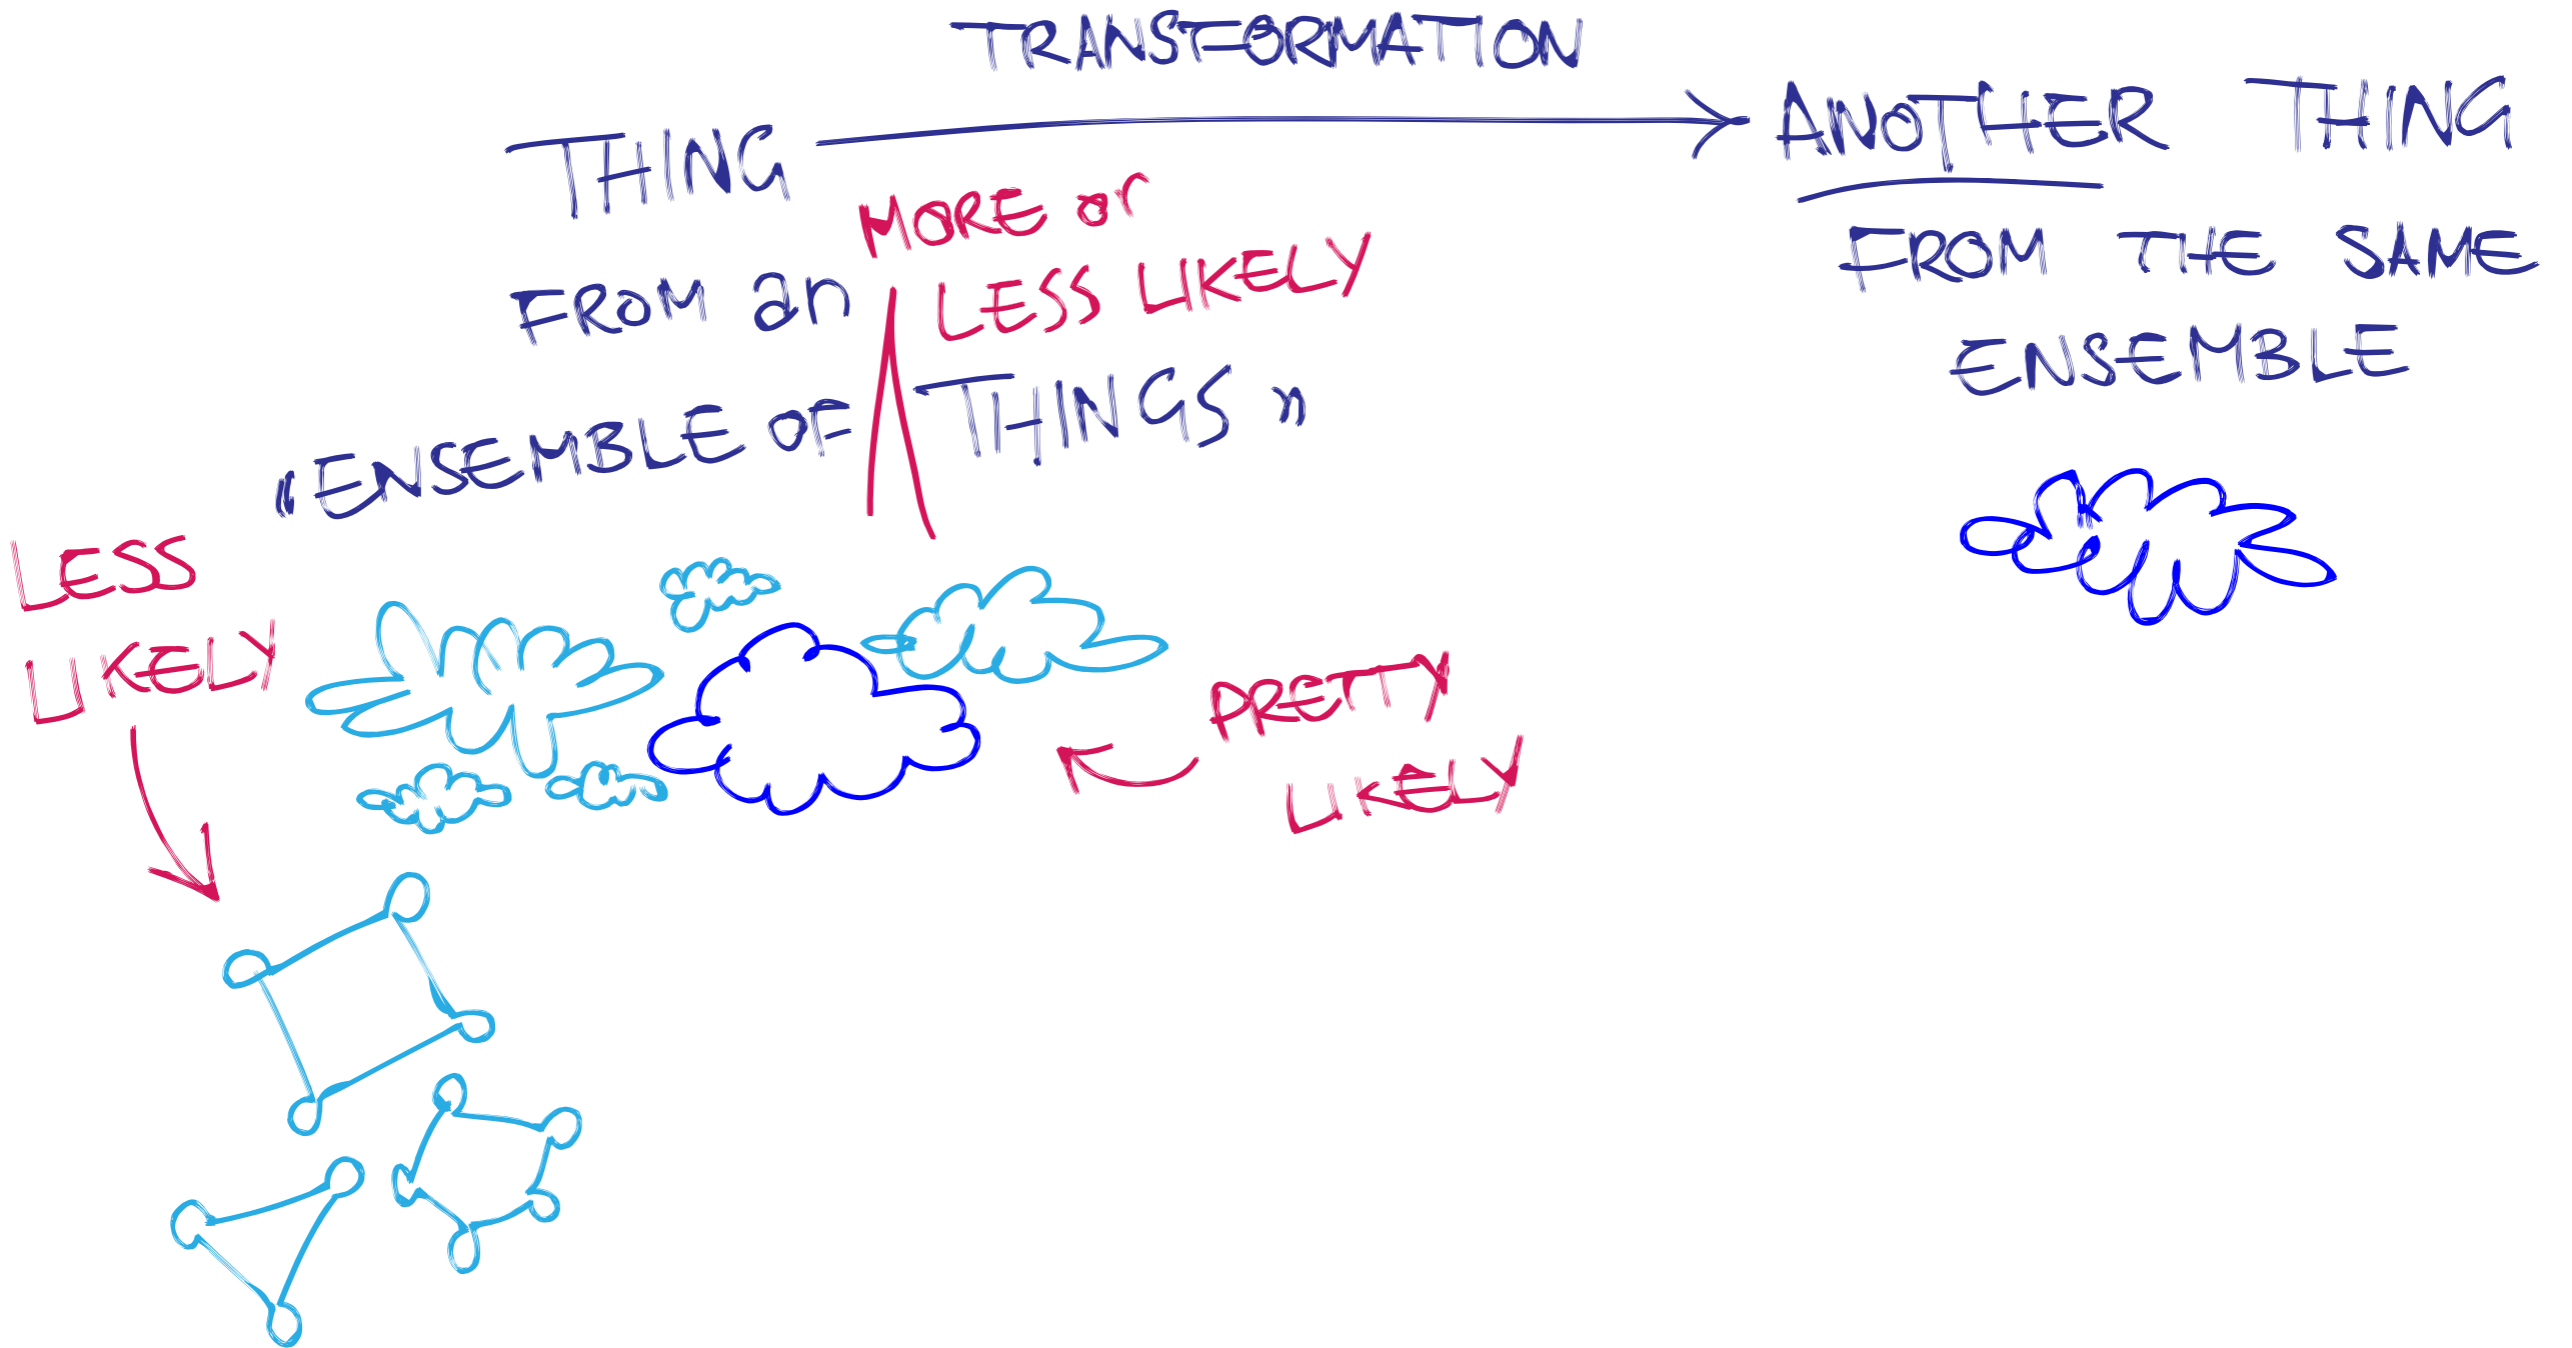 TRANSFORMATION
THING
ANOTHER THING
MORE or
FROM an
LESS LIKELY
FROM THE SAME
"ENSEMBLE OF THINGS"
ENSEMBLE
LESS
LIKELY
PRETTY
LIKELY